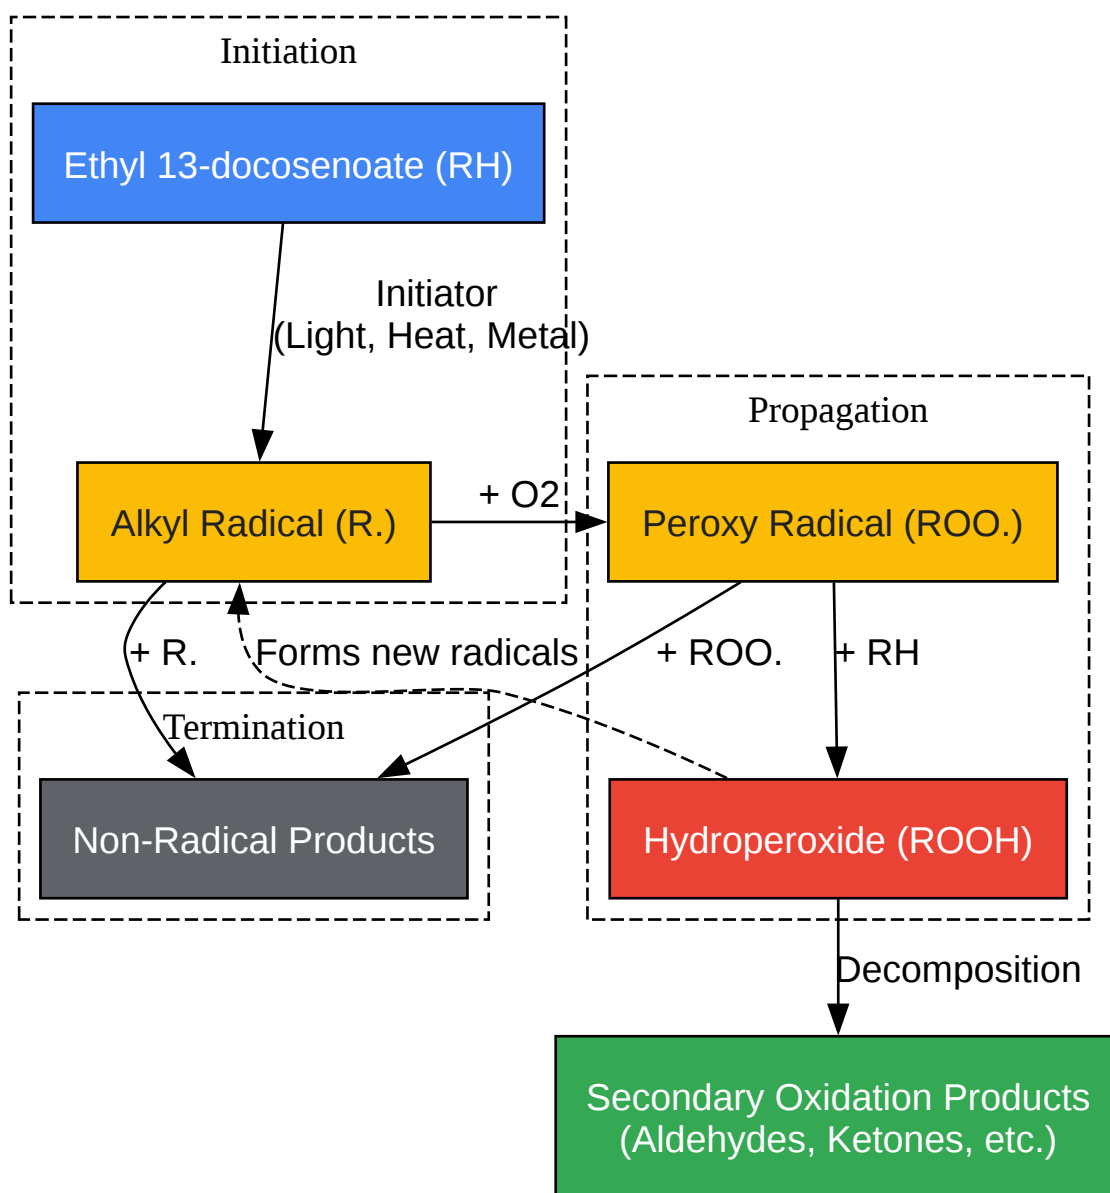 Initiation
Ethyl 13-docosenoate (RH)
Initiator
(Light, Heat, Metal)
Propagation
Alkyl Radical (R.)
+ O2
Peroxy Radical (ROO.)
+ R.
Forms new radicals
+ ROO.
+ RH
Termination
Non-Radical Products
Hydroperoxide (ROOH)
Decomposition
Secondary Oxidation Products
(Aldehydes, Ketones, etc.)